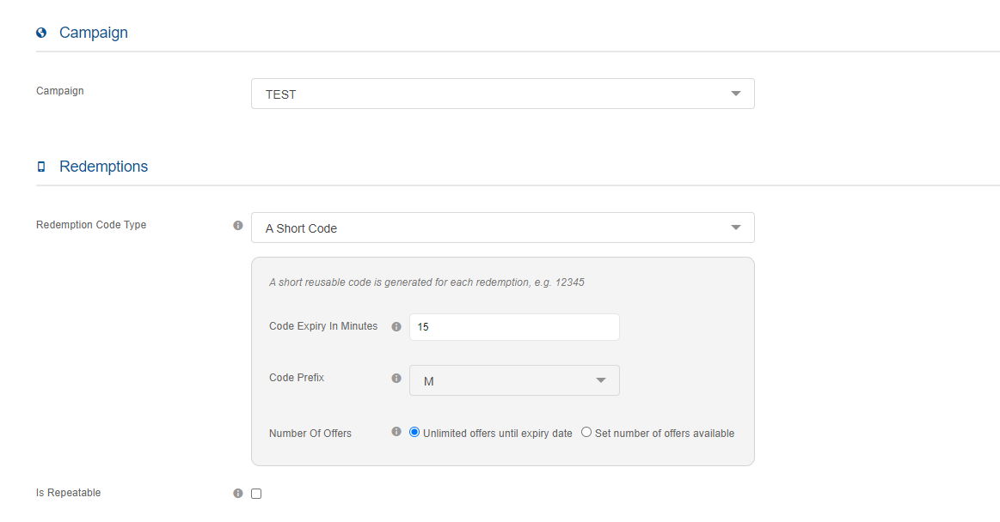 Campaign
Campaign
TEST
Redemptions
Redemption Code Type
A Short Code
A short reusable code is generated for each redemption, e.g. 12345
Code Expiry In Minutes
15
Code Prefix
M
Number Of Offers
Unlimited offers until expiry date
Set number of offers available
Is Repeatable